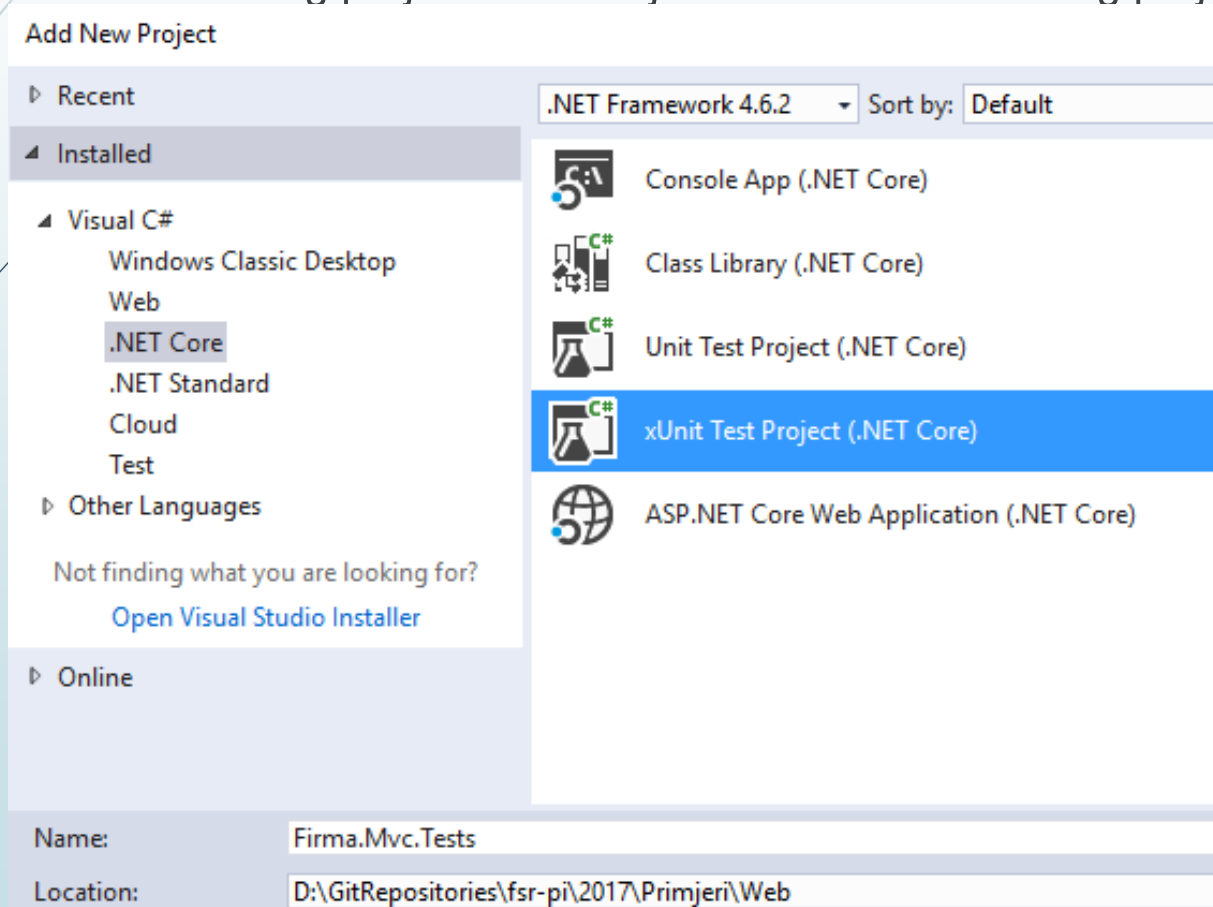 Add New Project
Recent
Installed
Visual C#
Windows Classic Desktop
Web
.NET Core
.NET Standard
Cloud
Test
Other Languages
Not finding what you are looking for?
Open Visual Studio Installer
Online
.NET Framework 4.6.2 Sort by: Default
C:\
Console App (.NET Core)
C#
Class Library (.NET Core)
C#
Unit Test Project (.NET Core)
C#
xUnit Test Project (.NET Core)
ASP.NET Core Web Application (.NET Core)
Name: Firma.Mvc.Tests
Location: D:\GitRepositories\fsr-pi\2017\Primjeri\Web